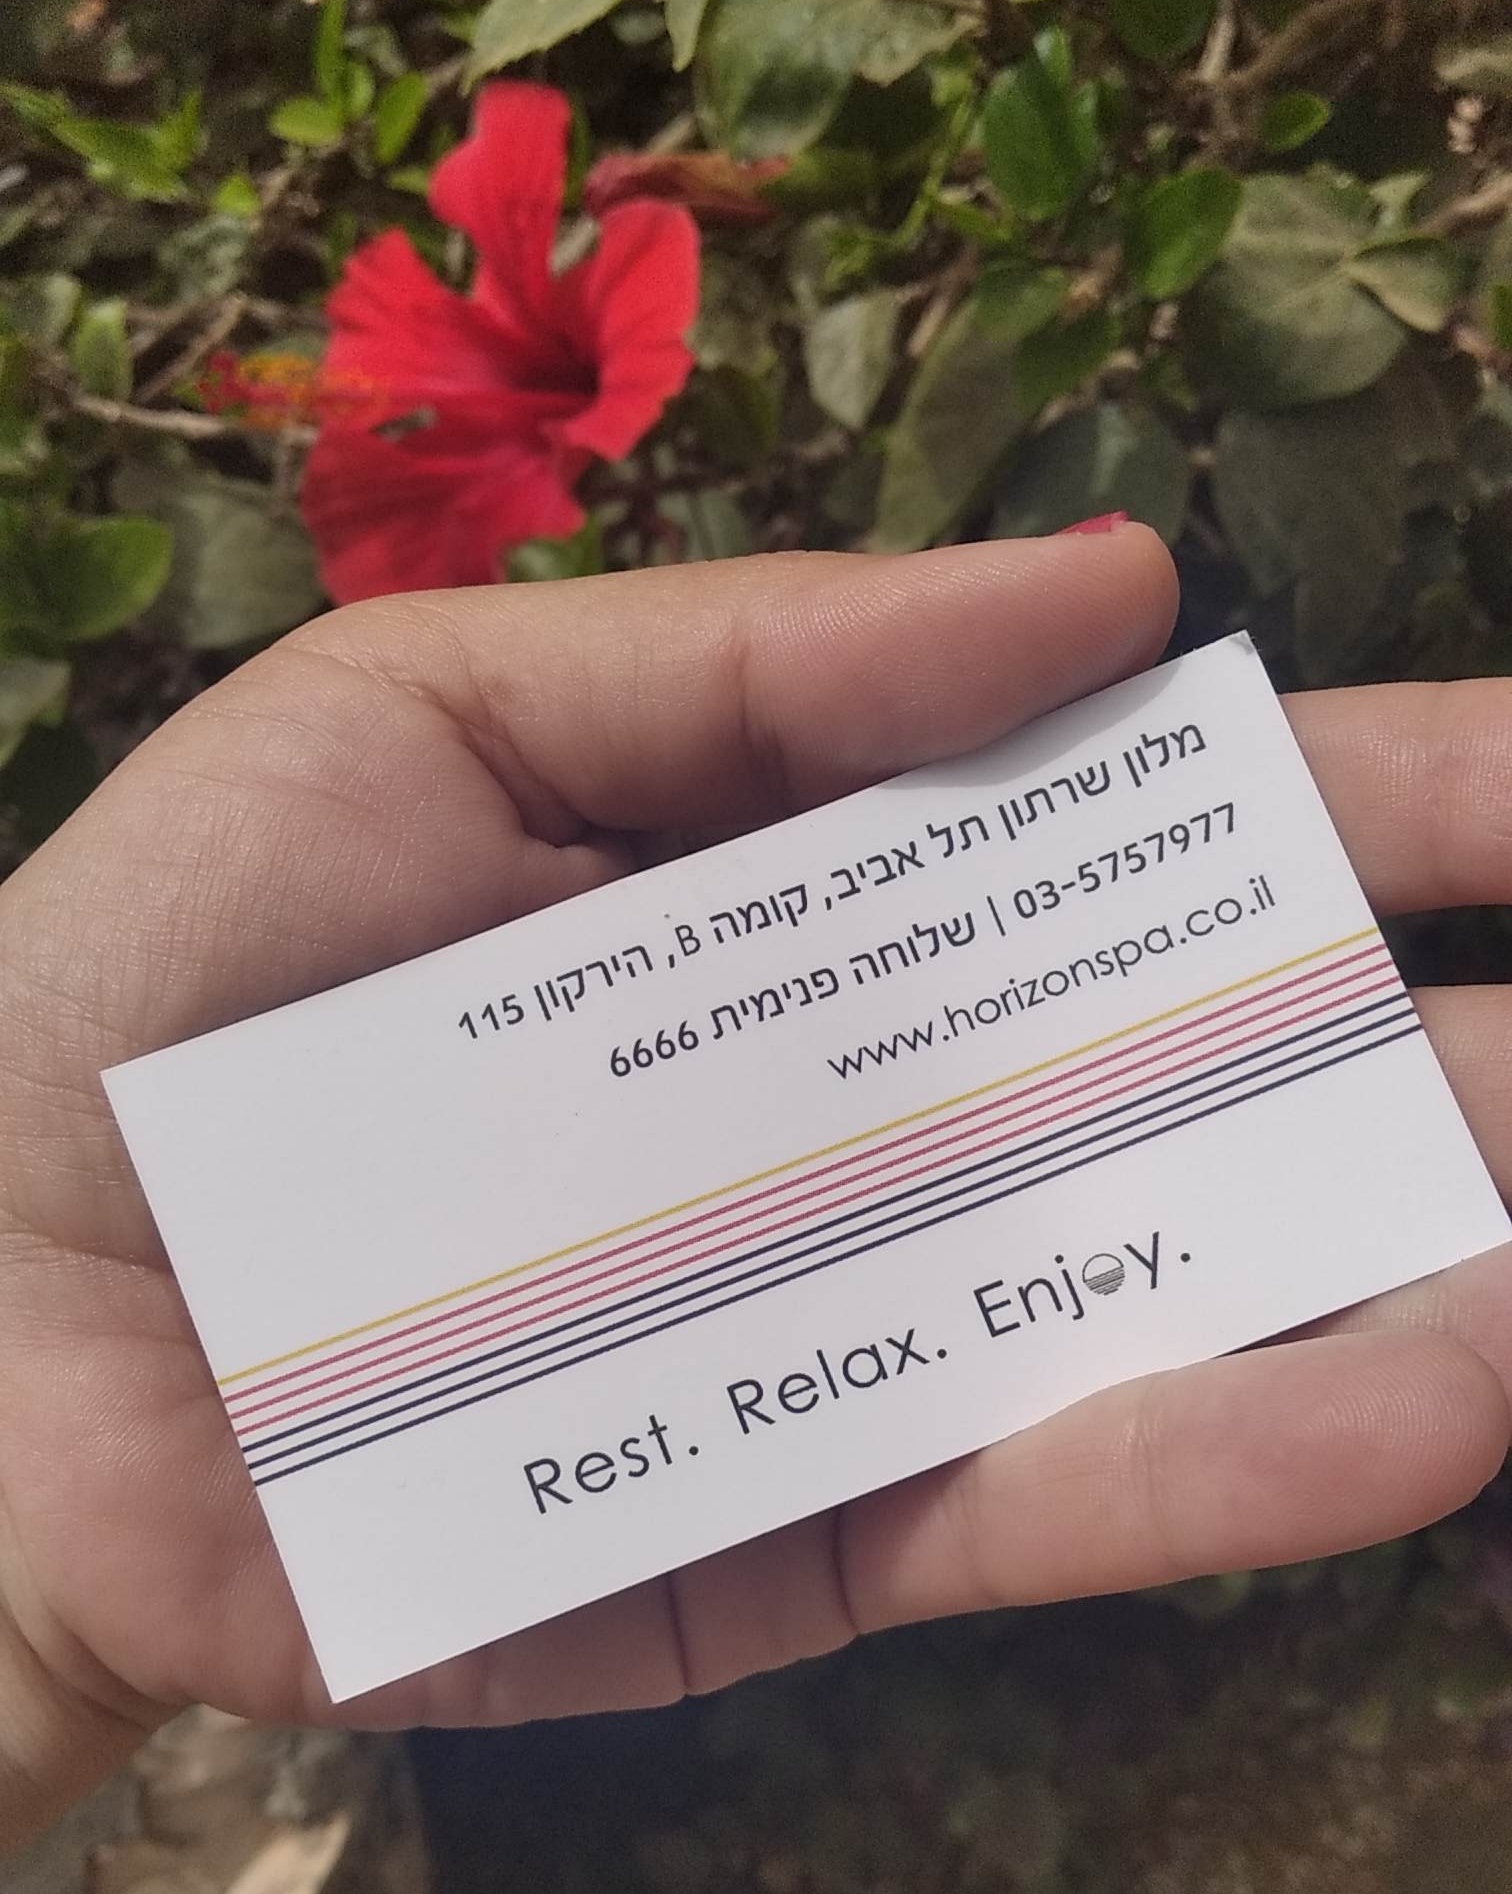 מלון שרתון תל אביב, קומה B, הירקון 115
03-5757977 | שלוחה פנימית 6666
www.horizonspa.co.il
Rest. Relax. Enjoy.